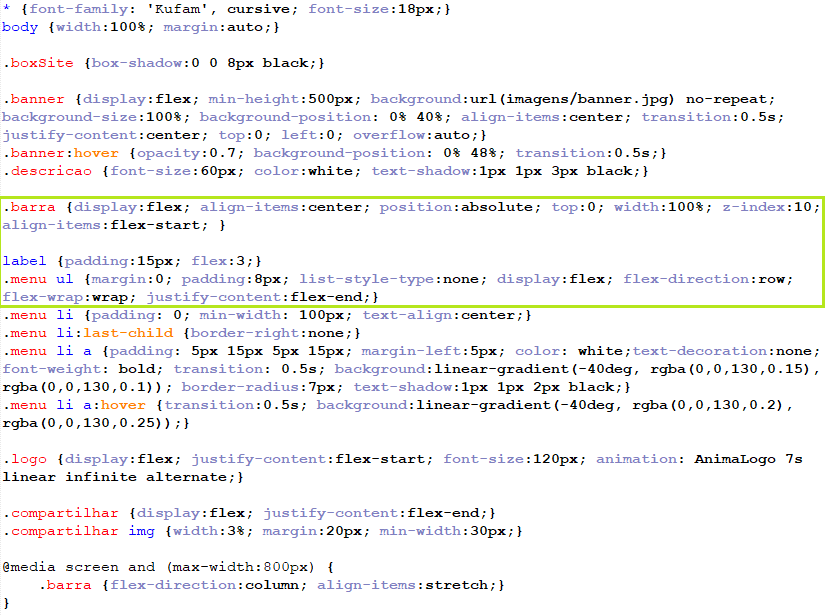 * {font-family: 'Kufam', cursive; font-size:18px;}
body {width:100%; margin:auto;}
.boxSite {box-shadow:0 0 8px black;}
.banner {display:flex; min-height:500px; background:url(imagens/banner.jpg) no-repeat;
background-size:100%; background-position: 0% 40%; align-items:center; transition:0.5s;
justify-content:center; top:0; left:0; overflow:auto;}
.banner:hover {opacity:0.7; background-position: 0% 48%; transition:0.5s;}
.descricao {font-size:60px; color:white; text-shadow:1px 1px 3px black;}
.barra {display:flex; align-items:center; position:absolute; top:0; width:100%; z-index:10;
align-items:flex-start; }
label {padding:15px; flex:3;}
.menu ul {margin:0; padding:8px; list-style-type:none; display:flex; flex-direction:row;
flex-wrap:wrap; justify-content:flex-end;}
.menu li {padding: 0; min-width: 100px; text-align:center;}
.menu li:last-child {border-right:none;}
.menu li a {padding: 5px 15px 5px 15px; margin-left:5px; color: white;text-decoration:none;
font-weight: bold; transition: 0.5s; background:linear-gradient(-40deg, rgba(0,0,130,0.15),
rgba(0,0,130,0.1)); border-radius:7px; text-shadow:1px 1px 2px black;}
.menu li a:hover {transition:0.5s; background:linear-gradient(-40deg, rgba(0,0,130,0.2),
rgba(0,0,130,0.25));}
.logo {display:flex; justify-content:flex-start; font-size:120px; animation: AnimaLogo 7s
linear infinite alternate;}
.compartilhar {display:flex; justify-content:flex-end;}
.compartilhar img {width:3%; margin:20px; min-width:30px;}
@media screen and (max-width:800px) {
.barra {flex-direction:column; align-items:stretch;}
}